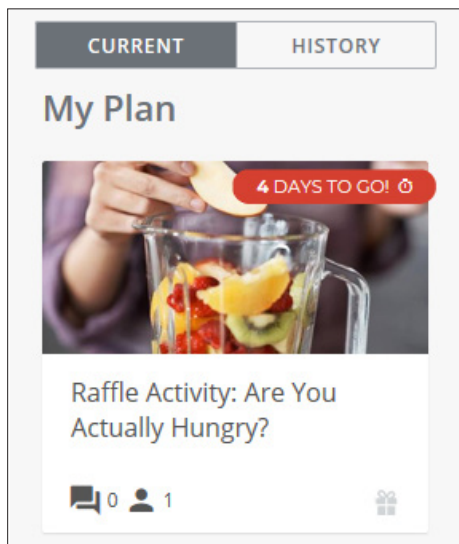 CURRENT
HISTORY
My Plan
4 DAYS TO GO!
Raffle Activity: Are You
Actually Hungry?
0
1